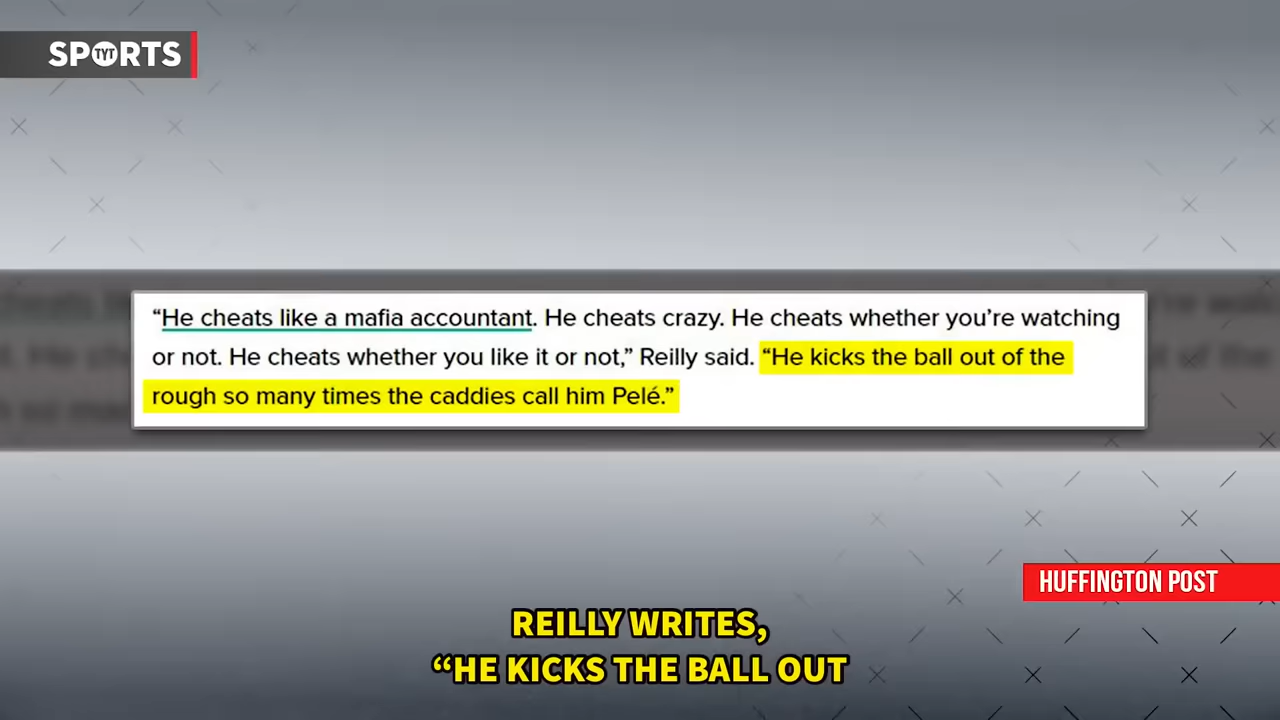 SPORTS
TYT
“He cheats like a mafia accountant. He cheats crazy. He cheats whether you’re watching
or not. He cheats whether you like it or not,” Reilly said. “He kicks the ball out of the
rough so many times the caddies call him Pelé.”
HUFFINGTON POST
REILLY WRITES,
“HE KICKS THE BALL OUT